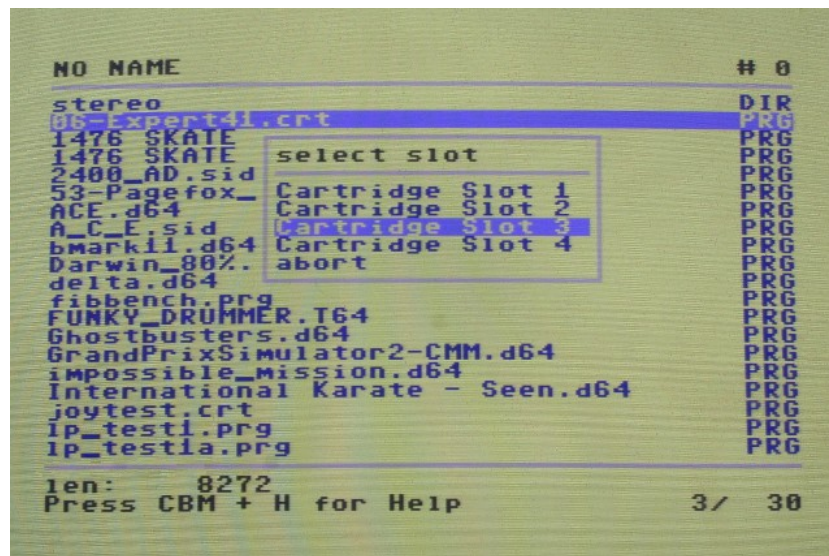 NO NAME # 0
stereo DIR
06-Expert41.crt PRG
1476 SKATE PRG
1476 SKATE PRG
2400_AD.sid PRG
53-Pagefox_ PRG
ACE.d64 PRG
A_C_E.sid PRG
bmark11.d64 PRG
Darwin_80%. PRG
delta.d64 PRG
fibbench.prg PRG
FUNKY_DRUMMER.T64 PRG
Ghostbusters.d64 PRG
GrandPrixSimulator2-CMM.d64 PRG
impossible_mission.d64 PRG
International Karate - Seen.d64 PRG
joytest.crt PRG
lp_test1.prg PRG
lp_test1a.prg PRG
select slot
Cartridge Slot 1
Cartridge Slot 2
Cartridge Slot 3
Cartridge Slot 4
abort
len: 8272
Press CBM + H for Help 3/ 30